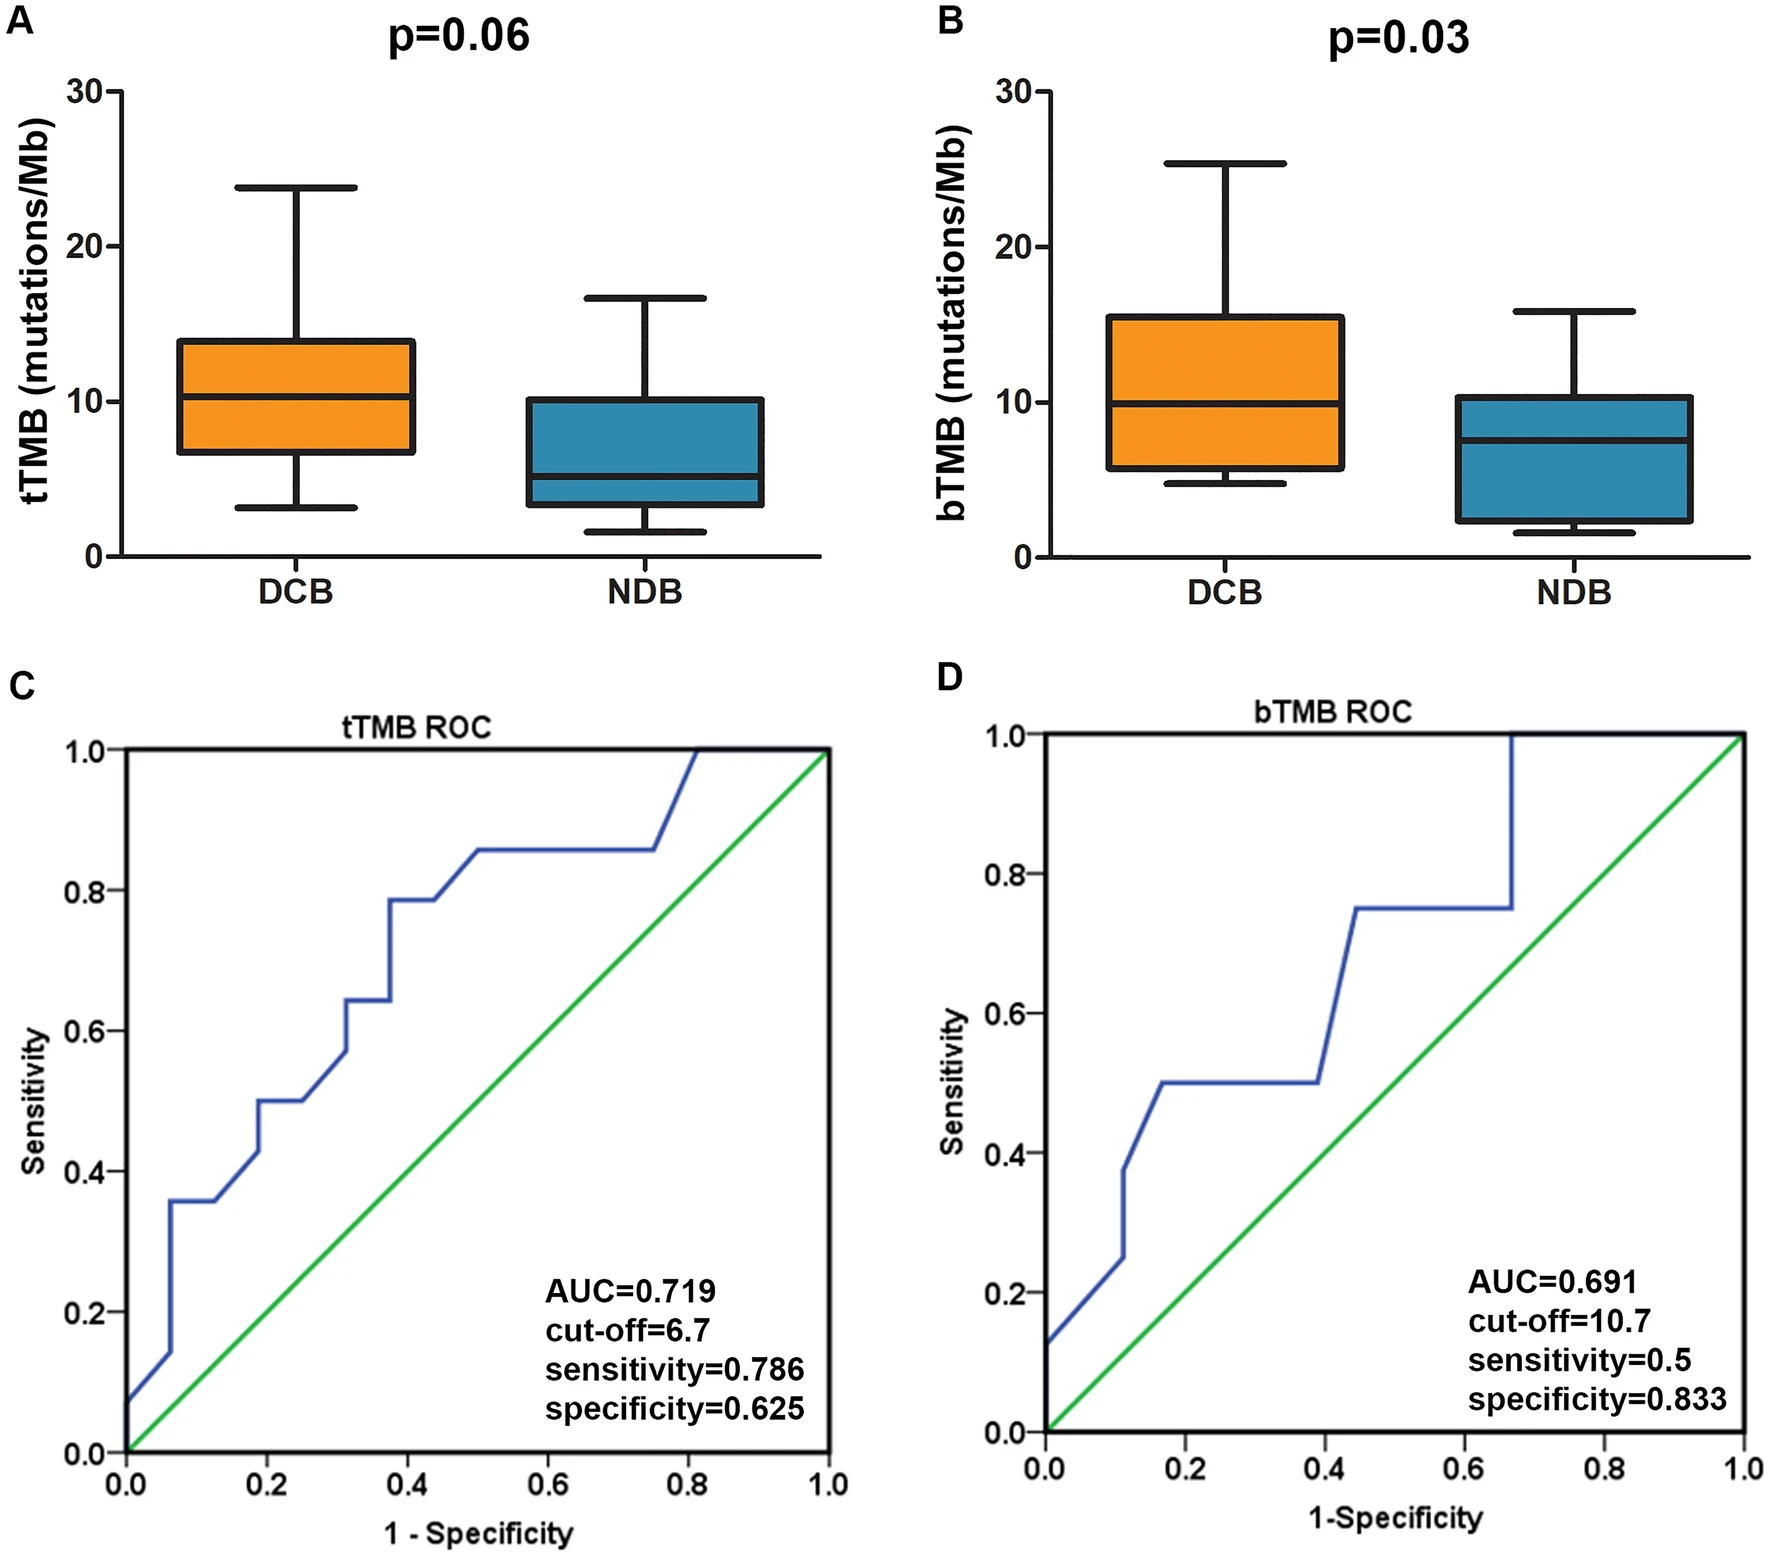 A
p=0.06
30
20
10
0
tTMB (mutations/Mb)
DCB
NDB
B
p=0.03
30
20
10
0
bTMB (mutations/Mb)
DCB
NDB
C
tTMB ROC
1.0
0.8
0.6
0.4
0.2
0.0
Sensitivity
AUC=0.719
cut-off=6.7
sensitivity=0.786
specificity=0.625
0.0 0.2 0.4 0.6 0.8 1.0
1 - Specificity
D
bTMB ROC
1.0
0.8
0.6
0.4
0.2
0.0
Sensitivity
AUC=0.691
cut-off=10.7
sensitivity=0.5
specificity=0.833
0.0 0.2 0.4 0.6 0.8 1.0
1-Specificity